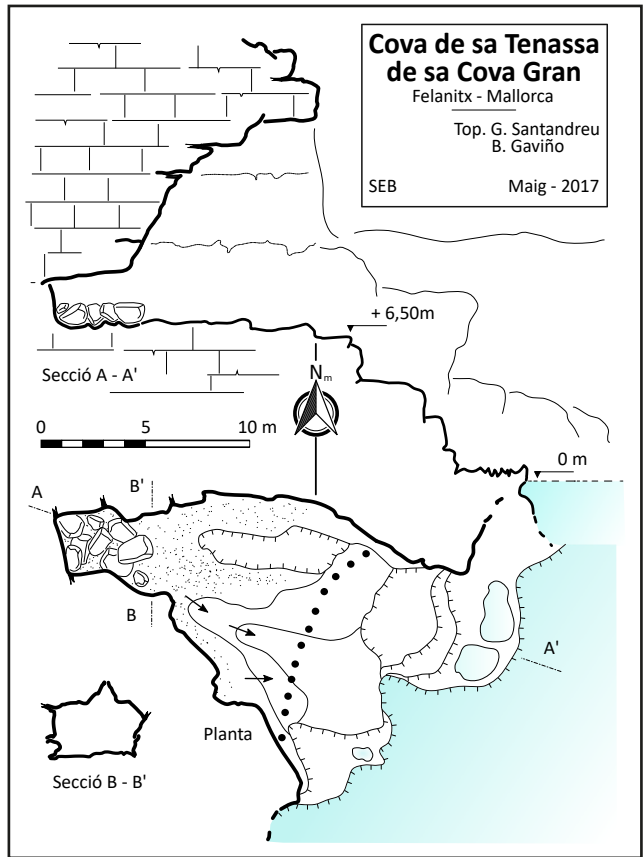 Cova de sa Tenassa
de sa Cova Gran
Felanitx - Mallorca
Top. G. Santandreu
B. Gaviño
SEB Maig - 2017
+ 6,50m
Secció A - A'
Nm
0 5 10 m
0 m
A
B'
B
A'
Planta
Secció B - B'